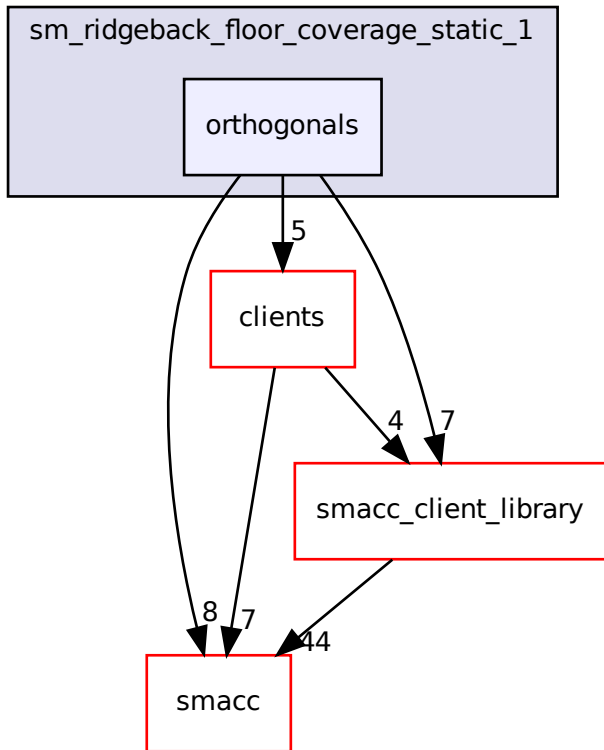 sm_ridgeback_floor_coverage_static_1
orthogonals
5
clients
4
7
smacc_client_library
8
7
44
smacc